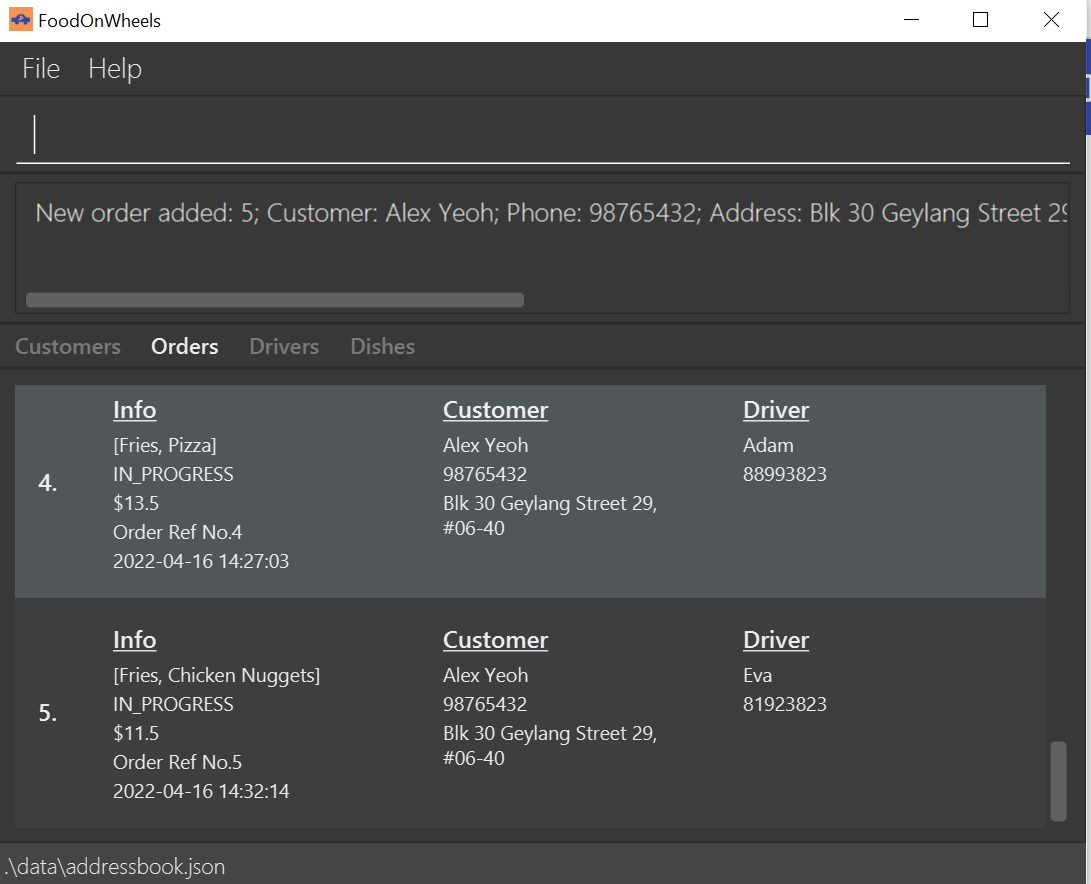 FoodOnWheels
File Help
New order added: 5; Customer: Alex Yeoh; Phone: 98765432; Address: Blk 30 Geylang Street 29
Customers Orders Drivers Dishes
Info Customer Driver
[Fries, Pizza] Alex Yeoh Adam
4. IN_PROGRESS 98765432 88993823
$13.5 Blk 30 Geylang Street 29,
#06-40
Order Ref No.4
2022-04-16 14:27:03
Info Customer Driver
[Fries, Chicken Nuggets] Alex Yeoh Eva
5. IN_PROGRESS 98765432 81923823
$11.5 Blk 30 Geylang Street 29,
#06-40
Order Ref No.5
2022-04-16 14:32:14
.\data\addressbook.json